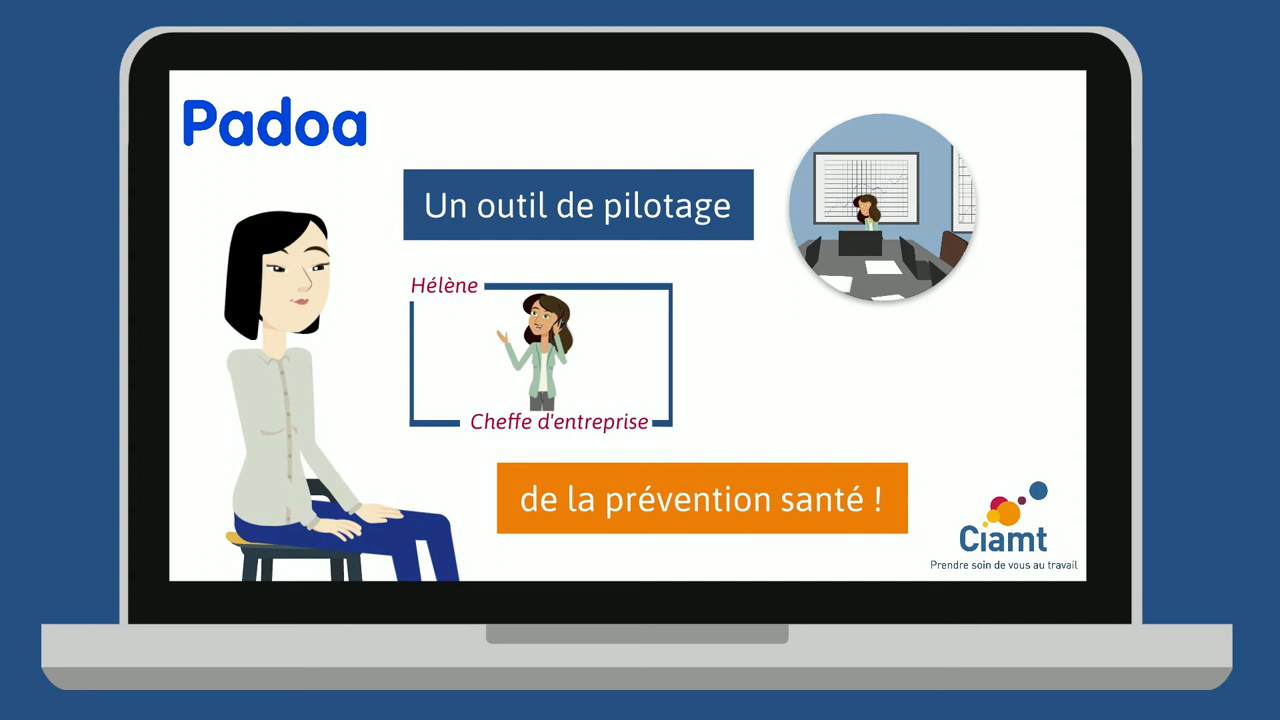 Padoa
Un outil de pilotage
Hélène
Cheffe d'entreprise
de la prévention santé !
Ciamt
Prendre soin de vous au travail